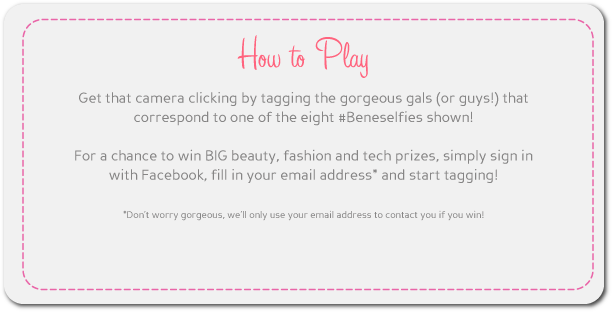 How to Play
Get that camera clicking by tagging the gorgeous gals (or guys!) that
correspond to one of the eight #Beneselfies shown!
For a chance to win BIG beauty, fashion and tech prizes, simply sign in
with Facebook, fill in your email address* and start tagging!
*Don't worry gorgeous, we'll only use your email address to contact you if you win!